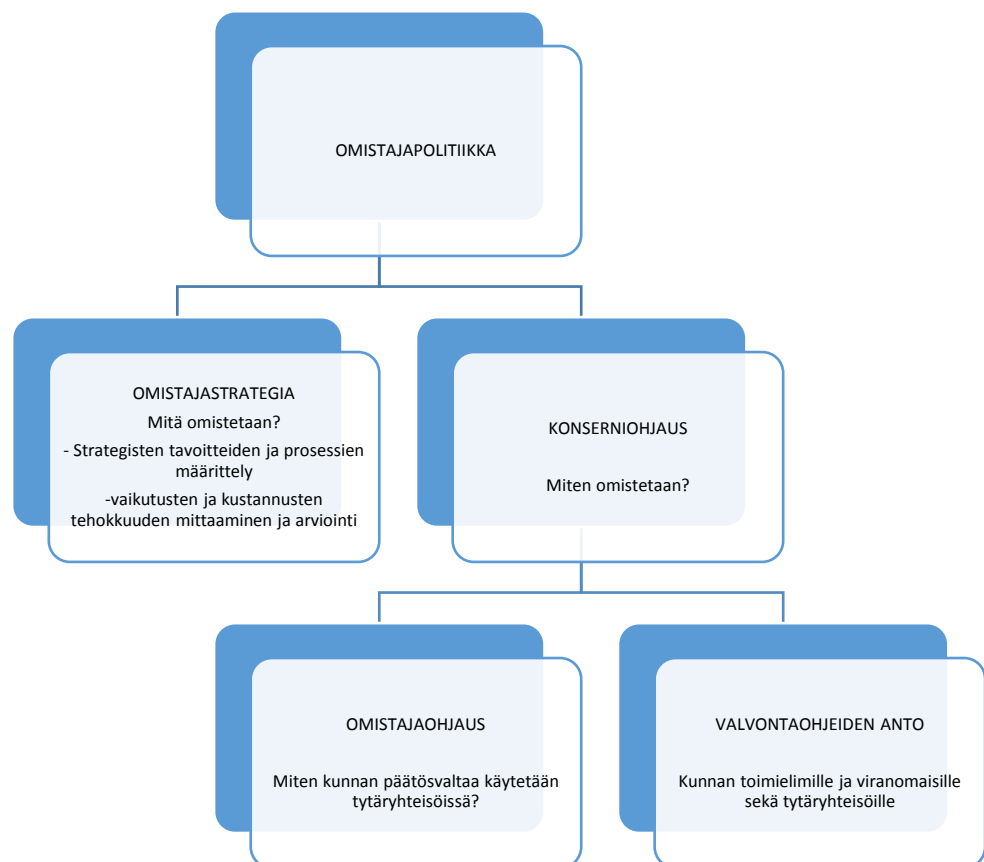 OMISTAJAPOLITIIKKA
OMISTAJASTRATEGIA
Mitä omistetaan?
- Strategisten tavoitteiden ja prosessien
määrittely
-vaikutusten ja kustannusten
tehokkuuden mittaaminen ja arviointi
KONSERNIOHJAUS
Miten omistetaan?
OMISTAJAOHJAUS
Miten kunnan päätösvaltaa käytetään
tytäryhteisöissä?
VALVONTAOHJEIDEN ANTO
Kunnan toimielimille ja viranomaisille
sekä tytäryhteisöille